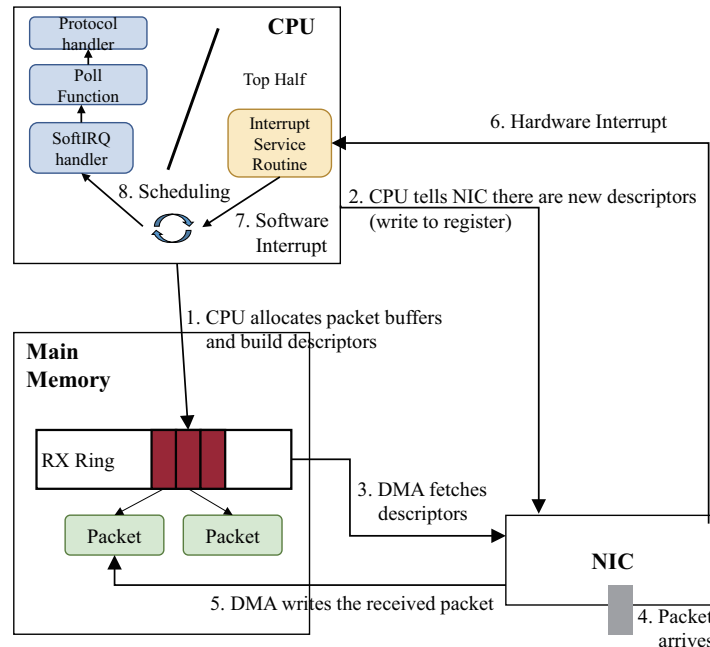 Protocol
handler
CPU
Poll
Function
Top Half
SoftIRQ
handler
Interrupt
Service
Routine
6. Hardware Interrupt
8. Scheduling
2. CPU tells NIC there are new descriptors
(write to register)
7. Software
Interrupt
1. CPU allocates packet buffers
and build descriptors
Main
Memory
RX Ring
3. DMA fetches
descriptors
Packet
Packet
NIC
5. DMA writes the received packet
4. Packet
arrives